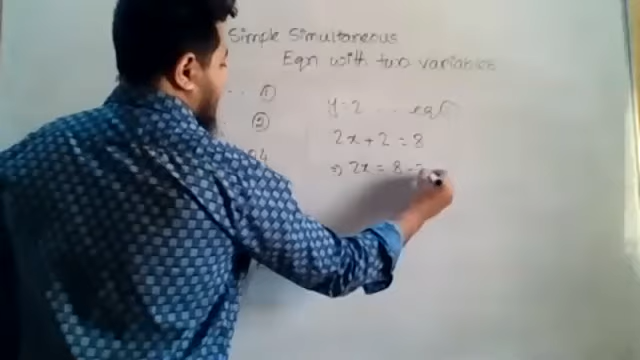 Simple Simultaneous
Eqn with two variables
.. ①
②
y = 2 ... eq
2x + 2 = 8
⇒ 2x = 8 - 2